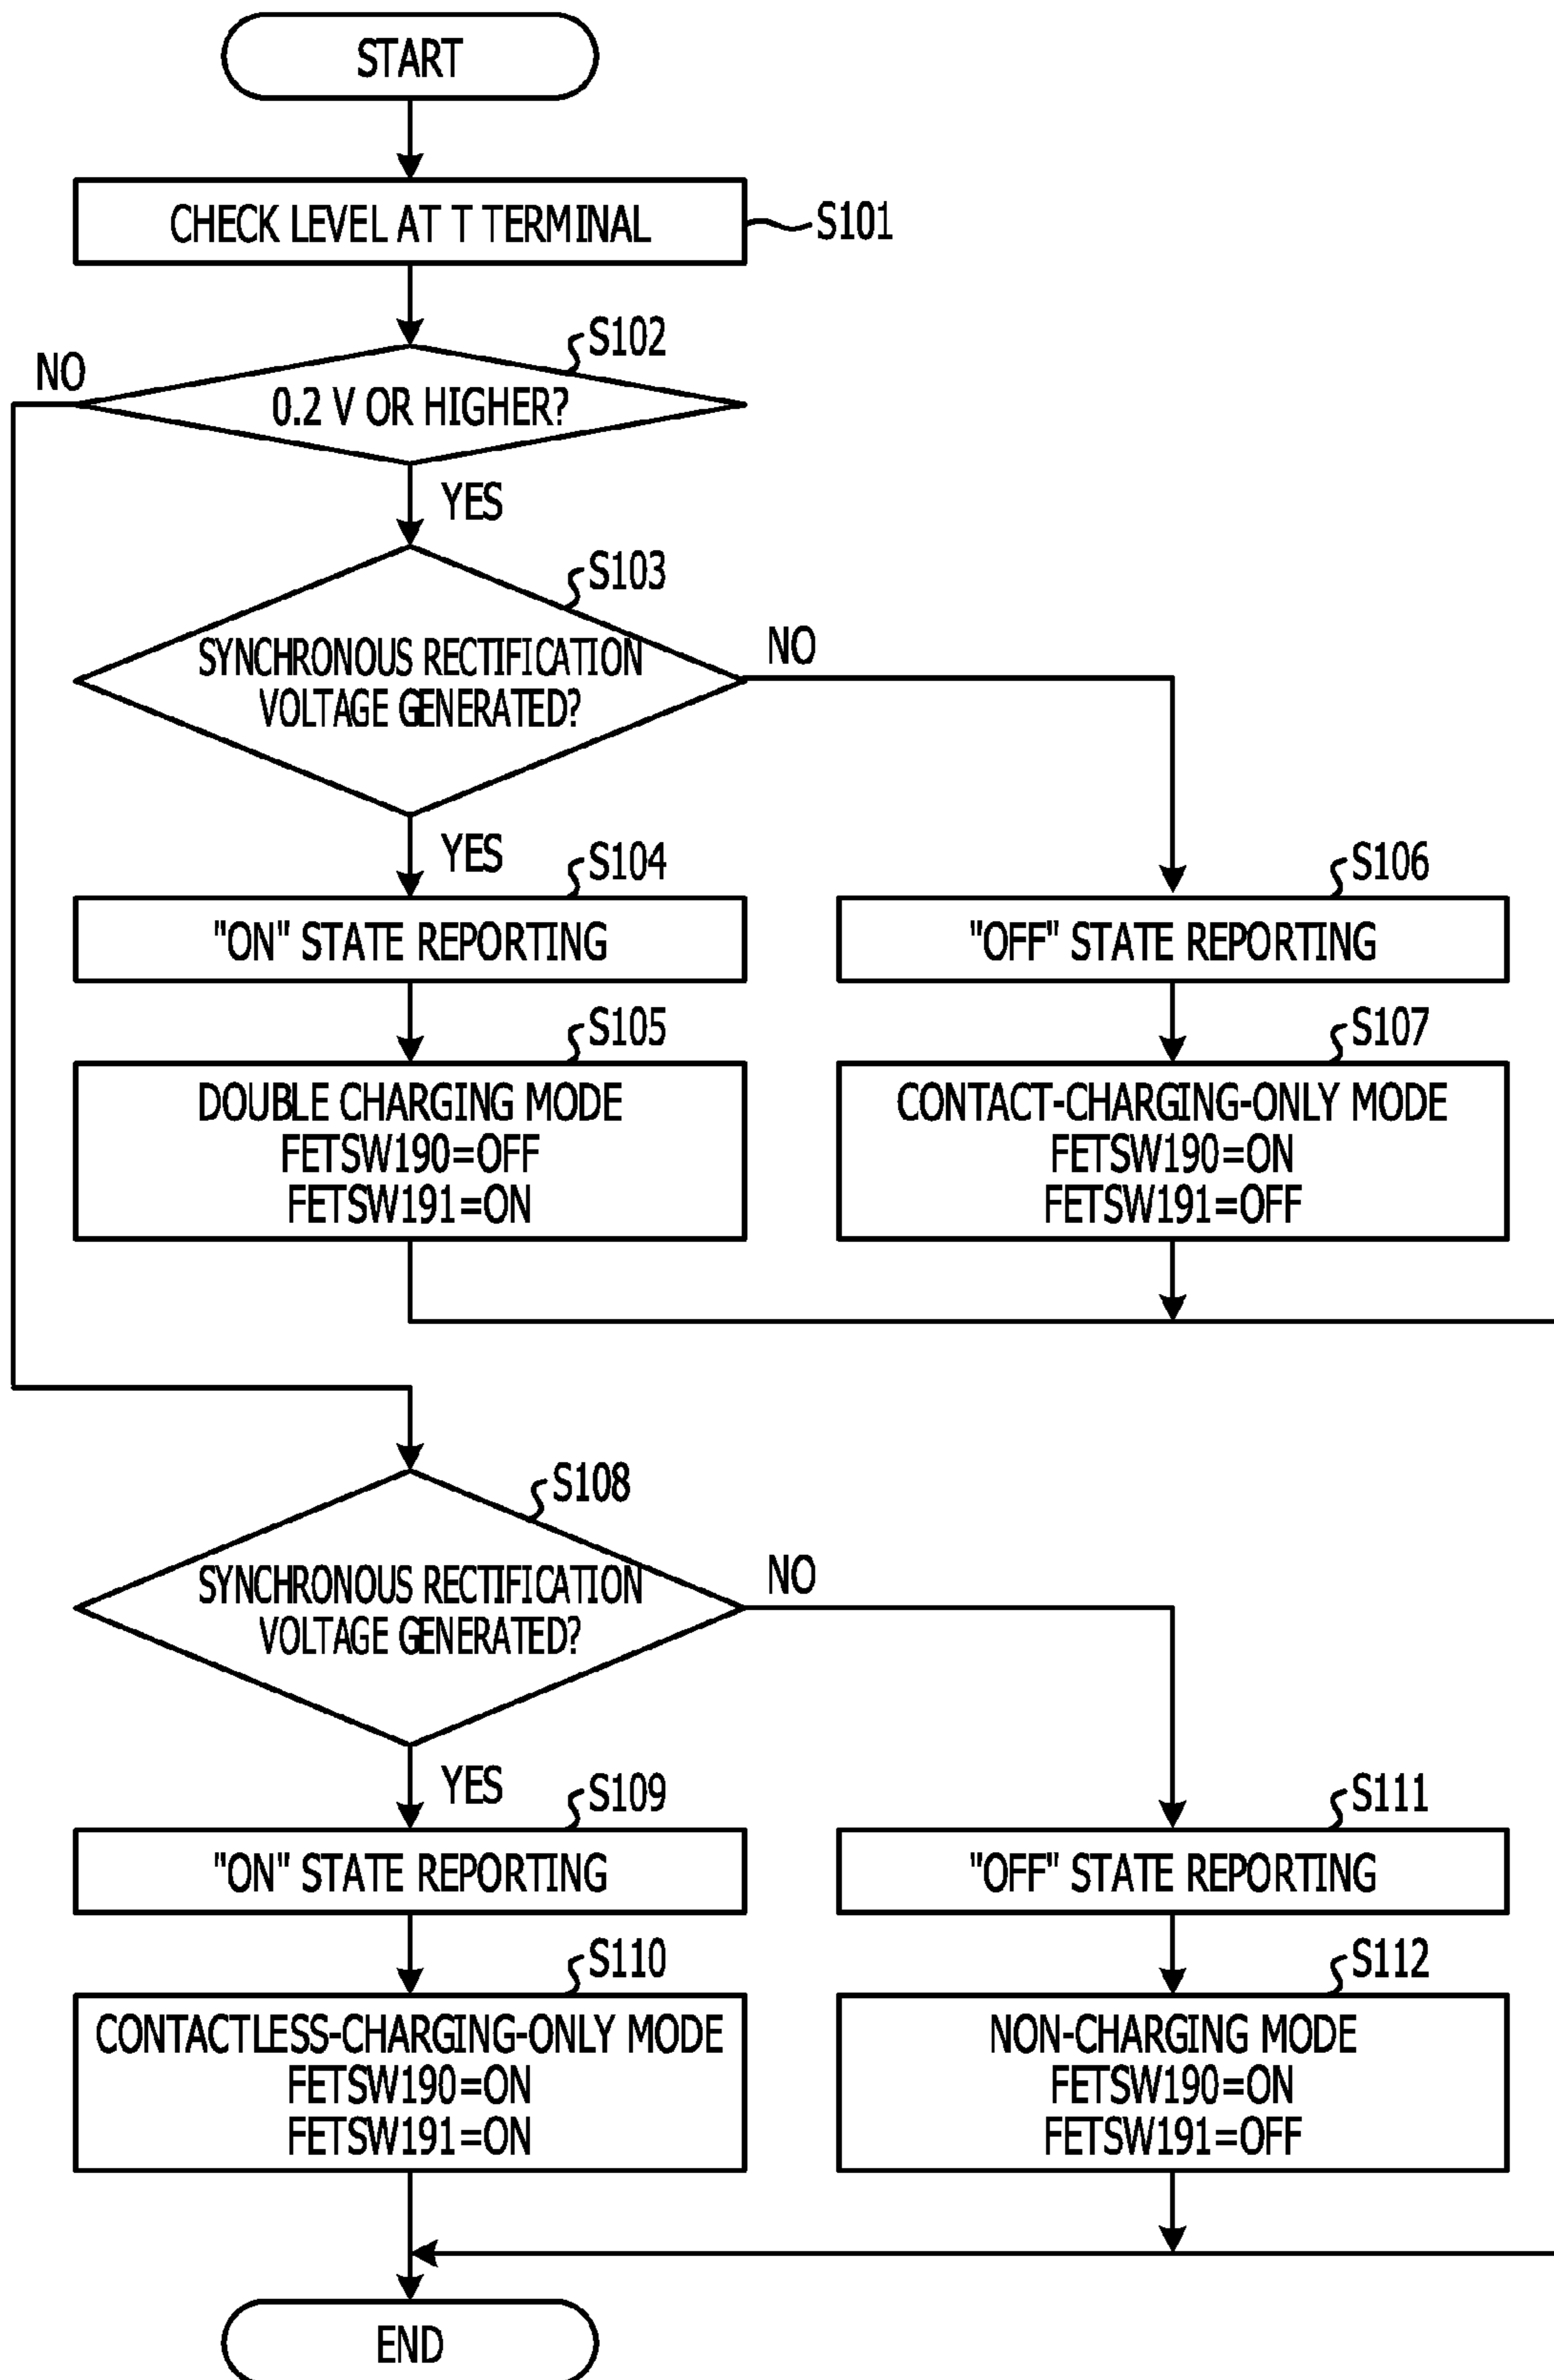 START
CHECK LEVEL AT T TERMINAL
S101
S102
NO
0.2 V OR HIGHER?
YES
S103
SYNCHRONOUS RECTIFICATION
VOLTAGE GENERATED?
NO
YES
S104
"ON" STATE REPORTING
S106
"OFF" STATE REPORTING
S105
DOUBLE CHARGING MODE
FETSW190=OFF
FETSW191=ON
S107
CONTACT-CHARGING-ONLY MODE
FETSW190=ON
FETSW191=OFF
S108
SYNCHRONOUS RECTIFICATION
VOLTAGE GENERATED?
NO
YES
S109
"ON" STATE REPORTING
S111
"OFF" STATE REPORTING
S110
CONTACTLESS-CHARGING-ONLY MODE
FETSW190=ON
FETSW191=ON
S112
NON-CHARGING MODE
FETSW190=ON
FETSW191=OFF
END